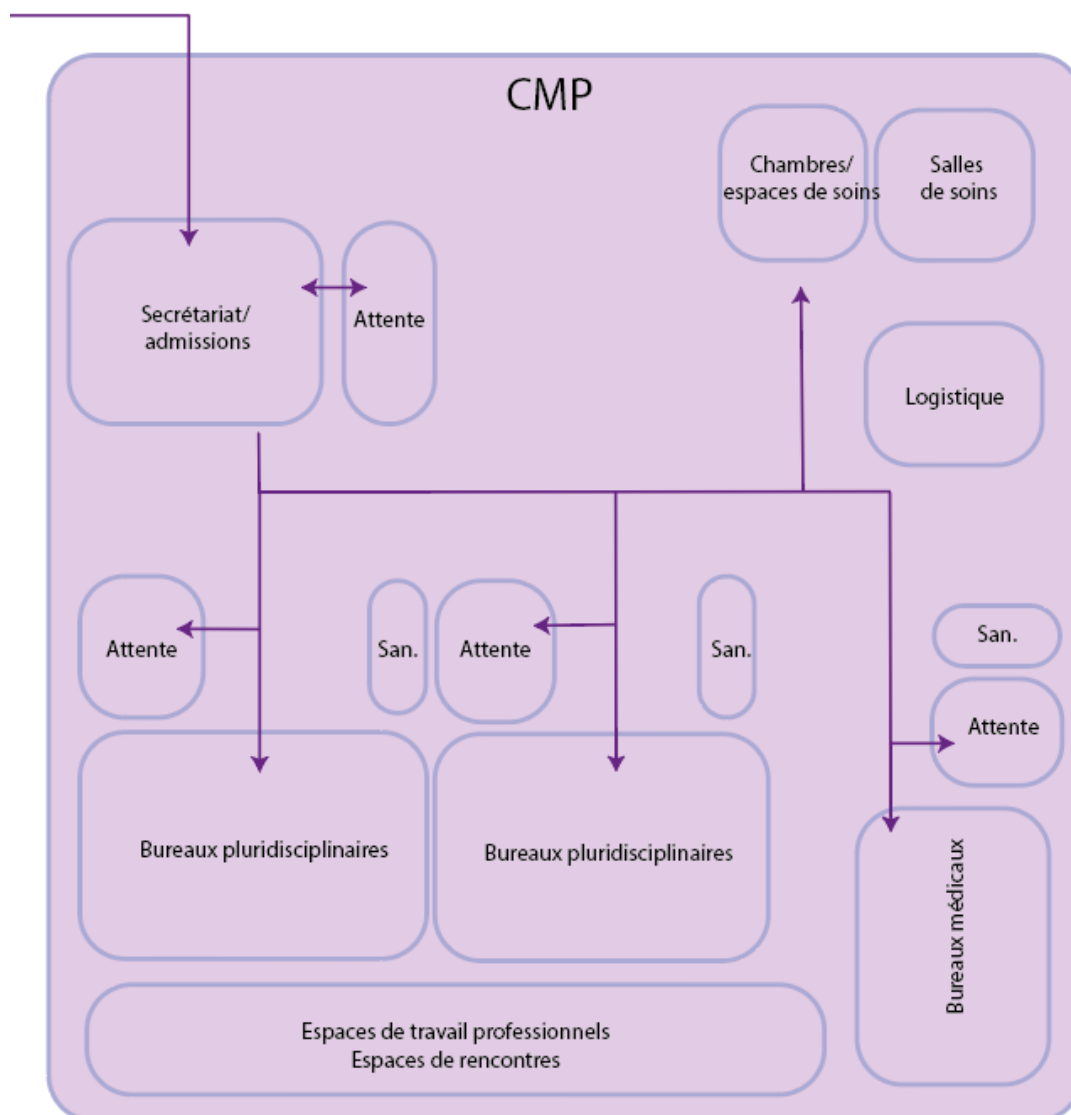 CMP
Chambres/
espaces de soins
Salles
de soins
Secrétariat/
admissions
Attente
Logistique
Attente
San.
Attente
San.
San.
Attente
Bureaux pluridisciplinaires
Bureaux pluridisciplinaires
Bureaux médicaux
Espaces de travail professionnels
Espaces de rencontres